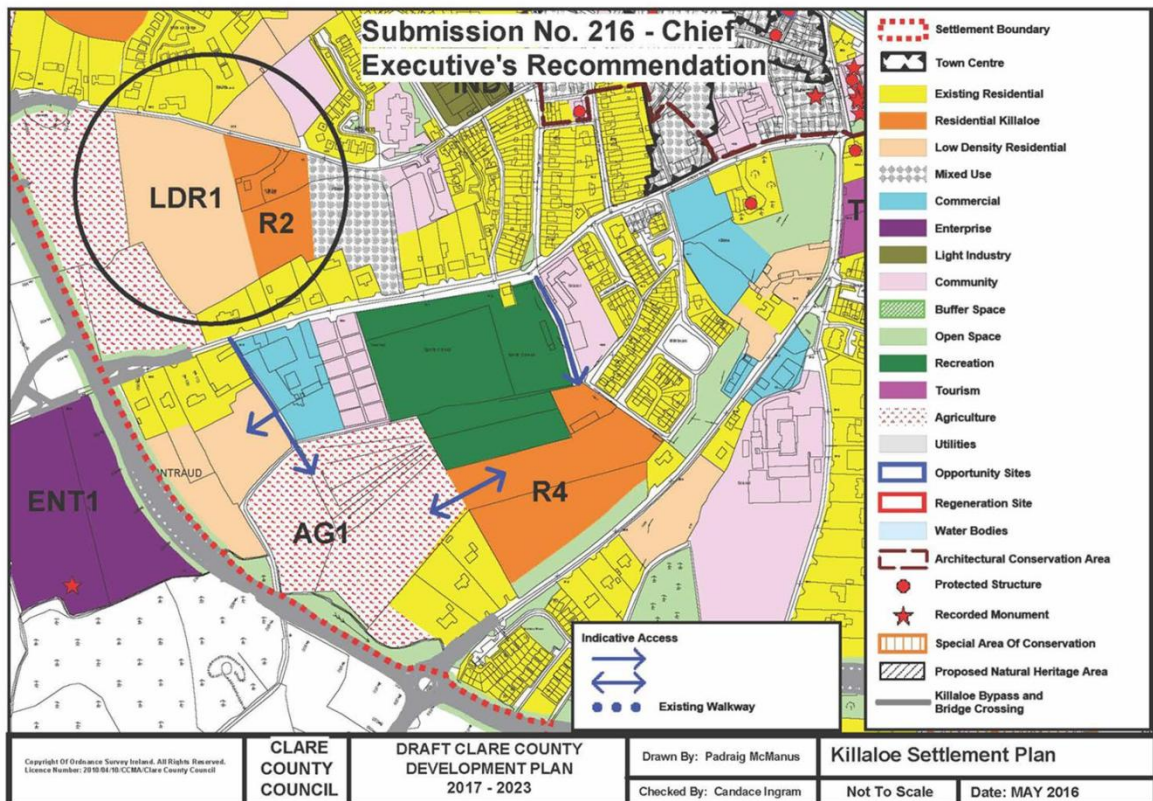 Submission No. 216 - Chief
Executive's Recommendation
IND1
LDR1
R2
T
INTRAUD
ENT1
AG1
R4
Indicative Access
Existing Walkway
Settlement Boundary
Town Centre
Existing Residential
Residential Killaloe
Low Density Residential
Mixed Use
Commercial
Enterprise
Light Industry
Community
Buffer Space
Open Space
Recreation
Tourism
Agriculture
Utilities
Opportunity Sites
Regeneration Site
Water Bodies
Architectural Conservation Area
Protected Structure
Recorded Monument
Special Area Of Conservation
Proposed Natural Heritage Area
Killaloe Bypass and
Bridge Crossing
Copyright Of Ordnance Survey Ireland. All Rights Reserved.
Licence Number: 2010/04/10/CCMA/Clare County Council
CLARE
COUNTY
COUNCIL
DRAFT CLARE COUNTY
DEVELOPMENT PLAN
2017 - 2023
Drawn By: Padraig McManus
Checked By: Candace Ingram
Killaloe Settlement Plan
Not To Scale
Date: MAY 2016